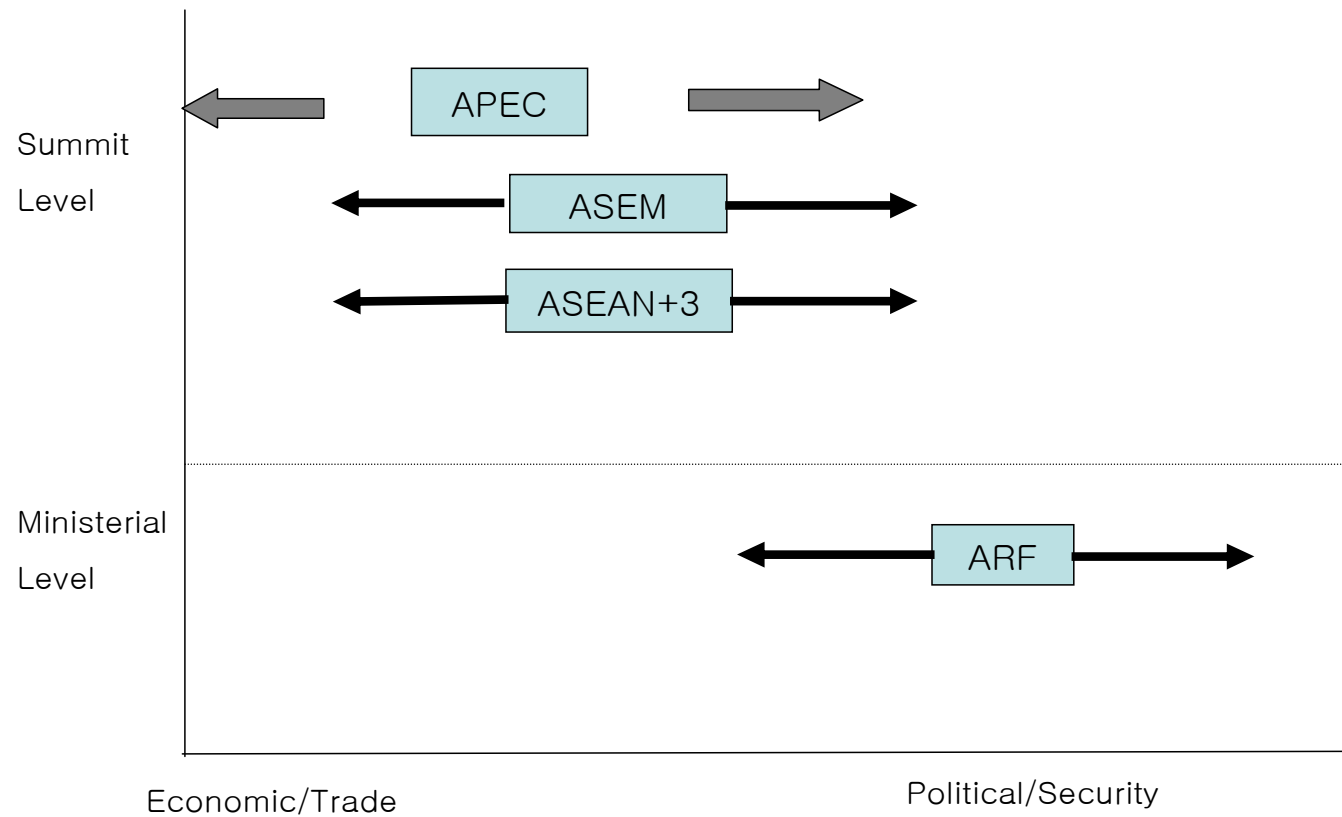 APEC
Summit
Level
ASEM
ASEAN+3
Ministerial
Level
ARF
Economic/Trade
Political/Security